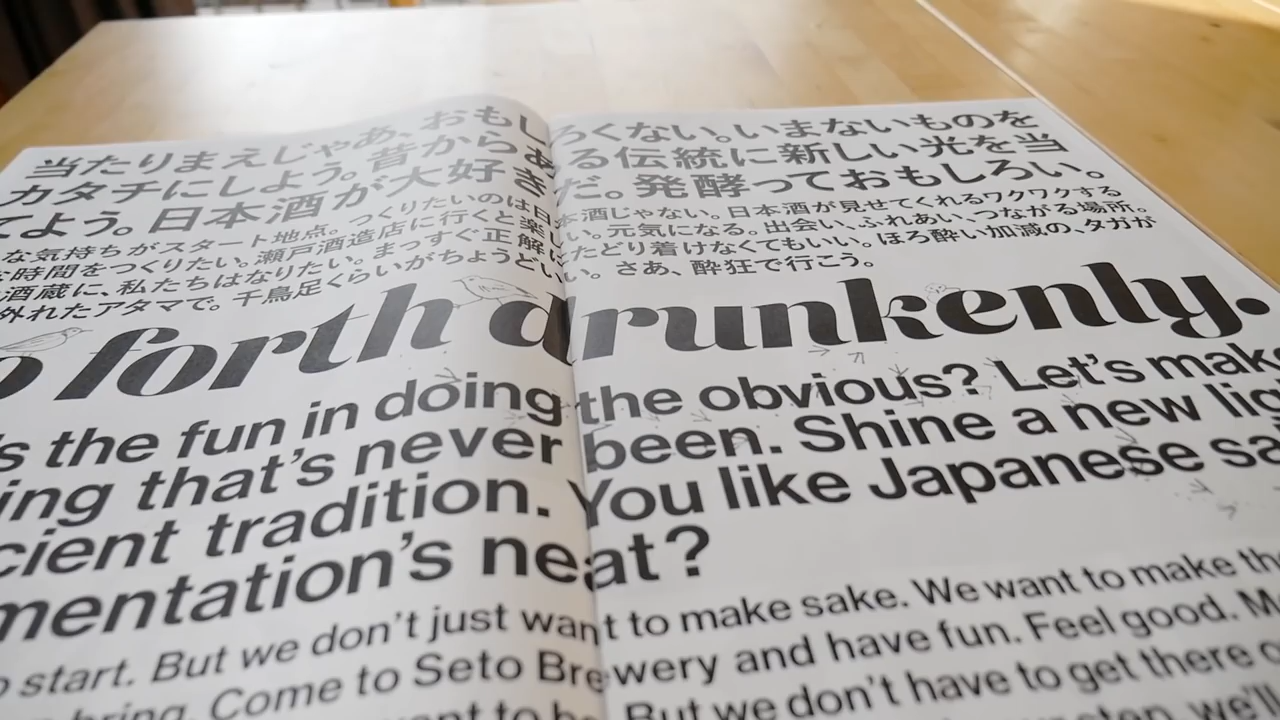 当たりまえじゃあ、おもしろくない。いまないものを
カタチにしよう。昔からある伝統に新しい光を当
てよう。日本酒が大好きだ。発酵っておもしろい。
な気持ちがスタート地点。つくりたいのは日本酒じゃない。日本酒が見せてくれるワクワクする
時間をつくりたい。瀬戸酒造店に行くと楽しい。元気になる。出会い、ふれあい、つながる場所。
酒蔵に、私たちはなりたい。まっすぐ正解にたどり着けなくてもいい。ほろ酔い加減の、タガが
外れたアタマで。千鳥足くらいがちょうどいい。さあ、酔狂で行こう。
o forth drunkenly.
's the fun in doing the obvious? Let's make
ing that's never been. Shine a new lig
cient tradition. You like Japanese sa
mentation's neat?
o start. But we don't just want to make sake. We want to make th
bring. Come to Seto Brewery and have fun. Feel good. M
want to be But we don't have to get there
we'll